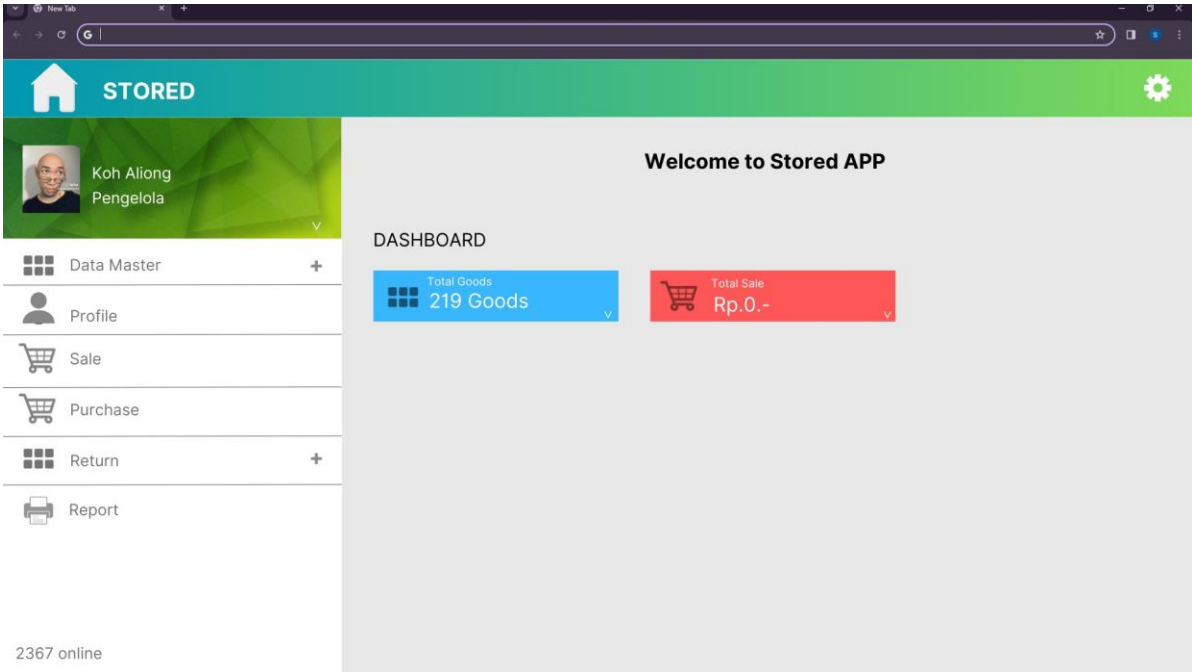 New Tab
STORED
Koh Aliong
Pengelola
Data Master
Profile
Sale
Purchase
Return
Report
2367 online
Welcome to Stored APP
DASHBOARD
Total Goods
219 Goods
Total Sale
Rp.0.-